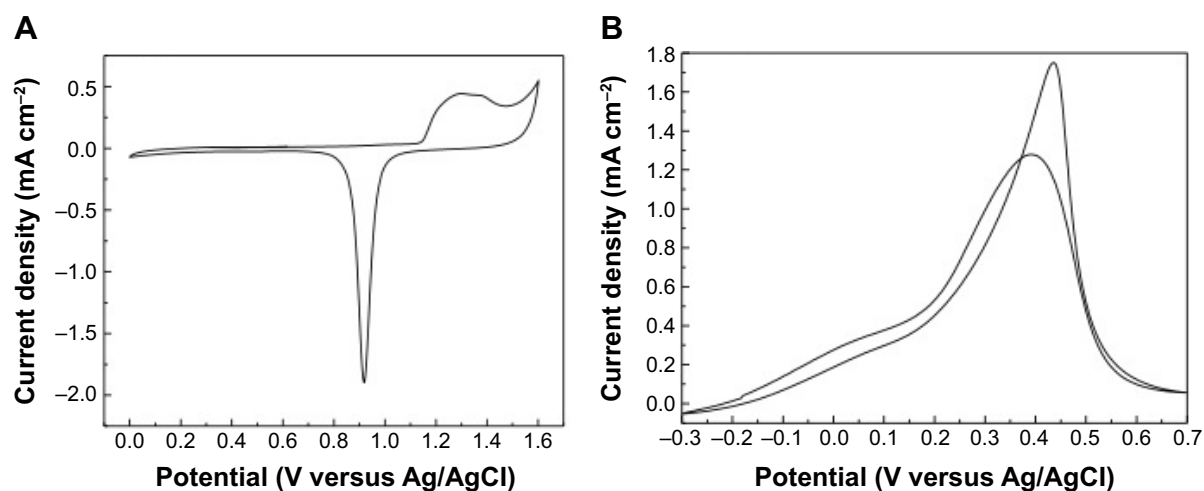 A
Current density (mA cm⁻²)
0.5
0.0
–0.5
–1.0
–1.5
–2.0
0.0 0.2 0.4 0.6 0.8 1.0 1.2 1.4 1.6
Potential (V versus Ag/AgCl)
B
Current density (mA cm⁻²)
1.8
1.6
1.4
1.2
1.0
0.8
0.6
0.4
0.2
0.0
–0.3 –0.2 –0.1 0.0 0.1 0.2 0.3 0.4 0.5 0.6 0.7
Potential (V versus Ag/AgCl)